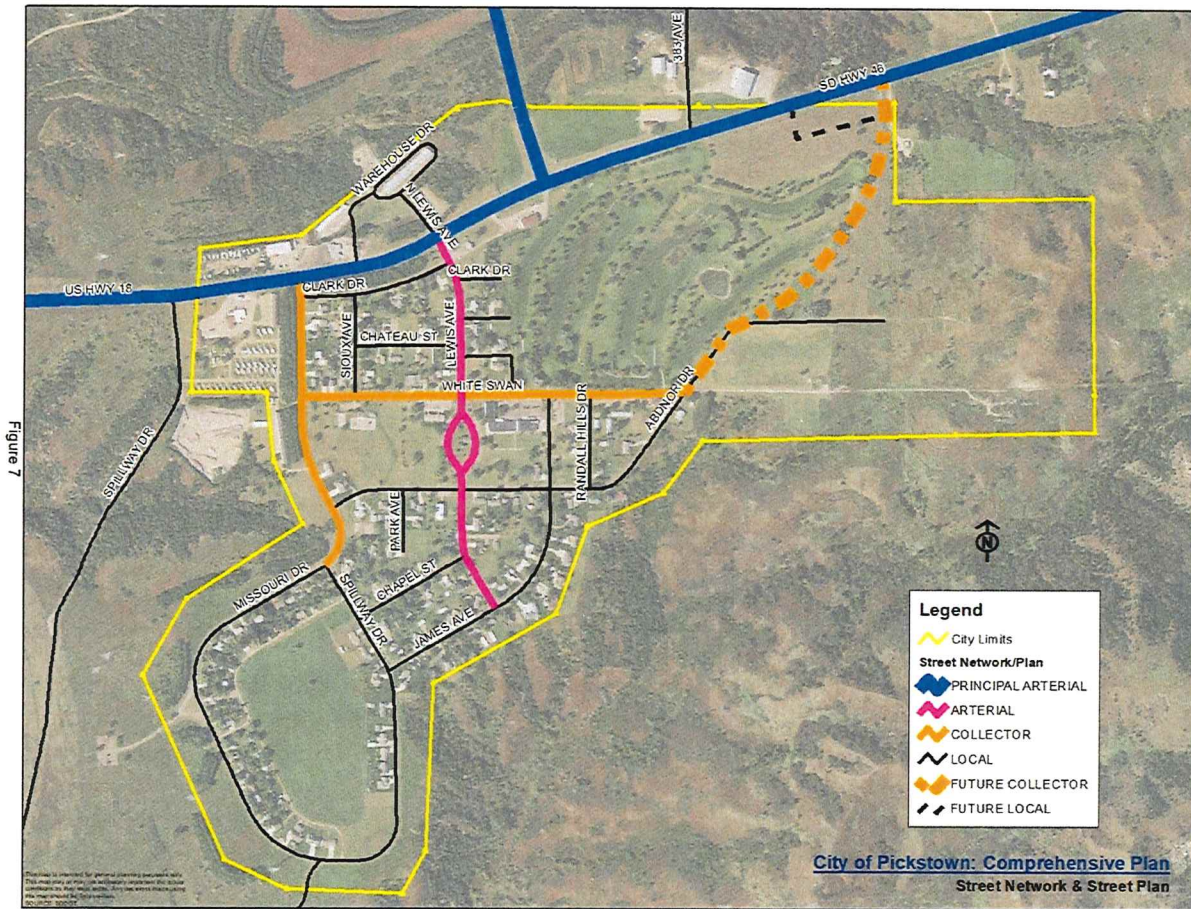 383 AVE
SD HWY 46
WAREHOUSE DR
N LEWIS AVE
CLARK DR
US HWY 18
CLARK DR
SIOUX AVE
CHATEAU ST
LEWIS AVE
WHITE SWAN
RANDALL HILLS DR
ABDNOR DR
SPILLWAY DR
Figure 7
PARK AVE
MISSOURI DR
SPILLWAY DR
CHAPEL ST
JAMES AVE
N
Legend
City Limits
Street Network/Plan
PRINCIPAL ARTERIAL
ARTERIAL
COLLECTOR
LOCAL
FUTURE COLLECTOR
FUTURE LOCAL
City of Pickstown: Comprehensive Plan
Street Network & Street Plan